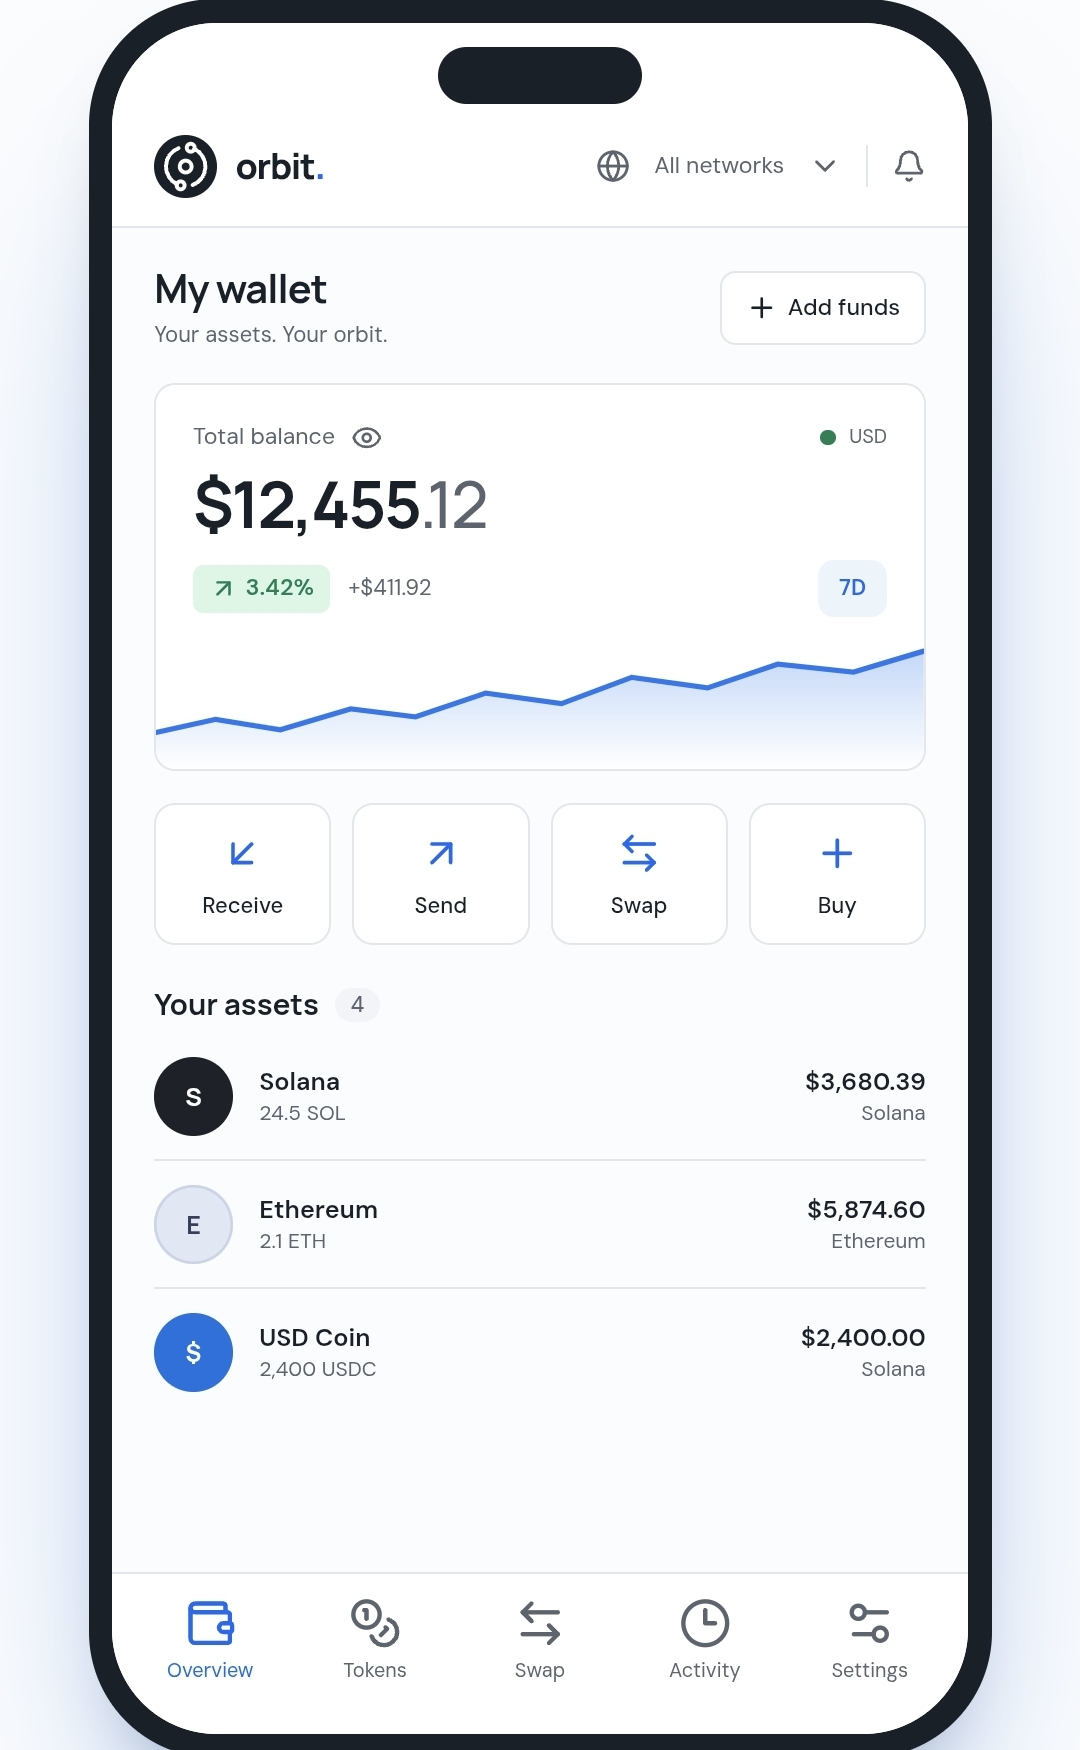 orbit.
All networks
My wallet
Your assets. Your orbit.
Add funds
Total balance
USD
$12,455.12
3.42%
+$411.92
7D
Receive
Send
Swap
Buy
Your assets
4
S
Solana
$3,680.39
24.5 SOL
Solana
E
Ethereum
$5,874.60
2.1 ETH
Ethereum
$
USD Coin
$2,400.00
2,400 USDC
Solana
Overview
Tokens
Swap
Activity
Settings